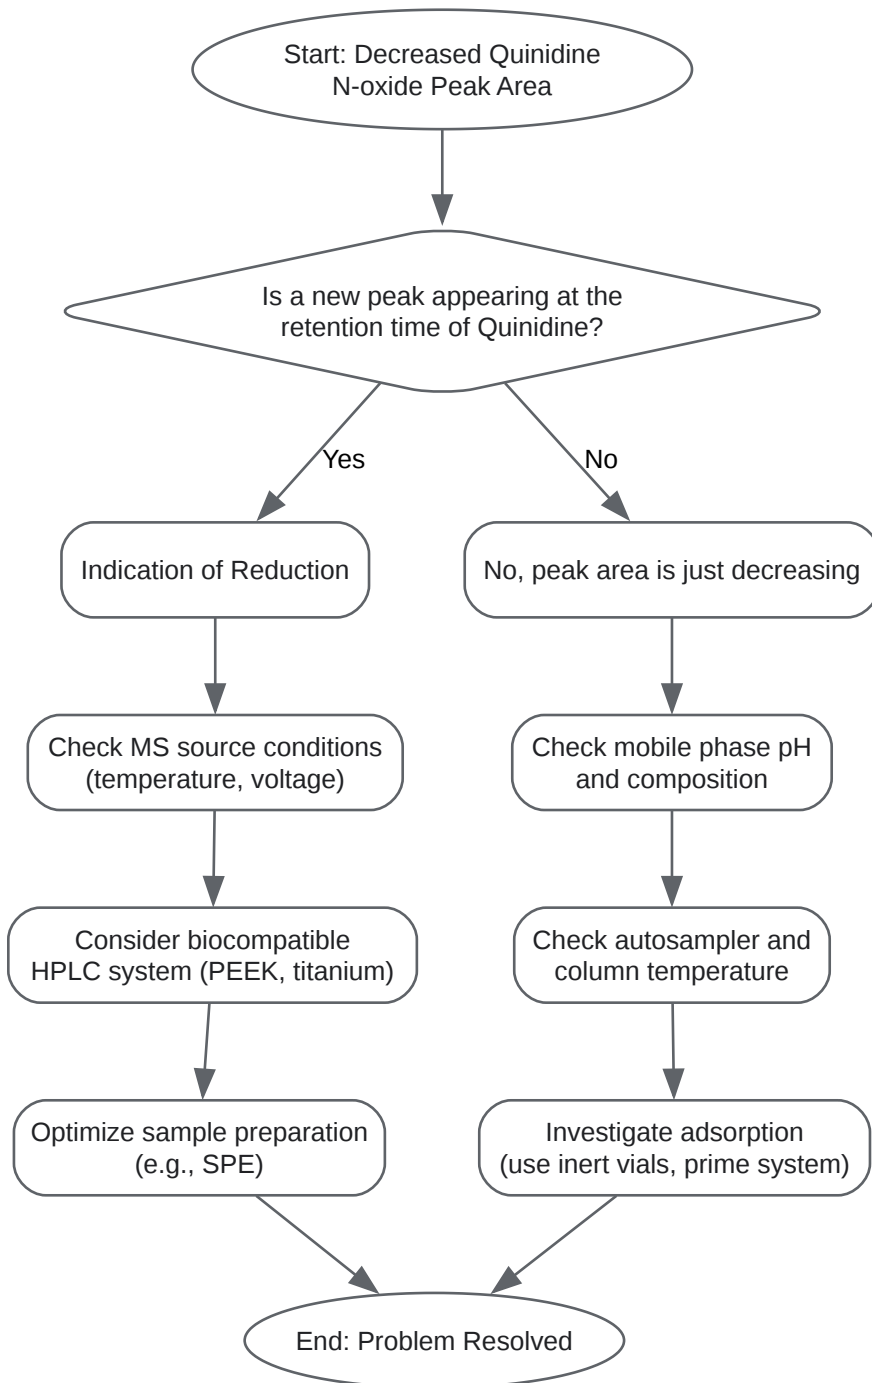 Start: Decreased Quinidine
N-oxide Peak Area
Is a new peak appearing at the
retention time of Quinidine?
Yes
No
Indication of Reduction
No, peak area is just decreasing
Check MS source conditions
(temperature, voltage)
Check mobile phase pH
and composition
Consider biocompatible
HPLC system (PEEK, titanium)
Check autosampler and
column temperature
Optimize sample preparation
(e.g., SPE)
Investigate adsorption
(use inert vials, prime system)
End: Problem Resolved